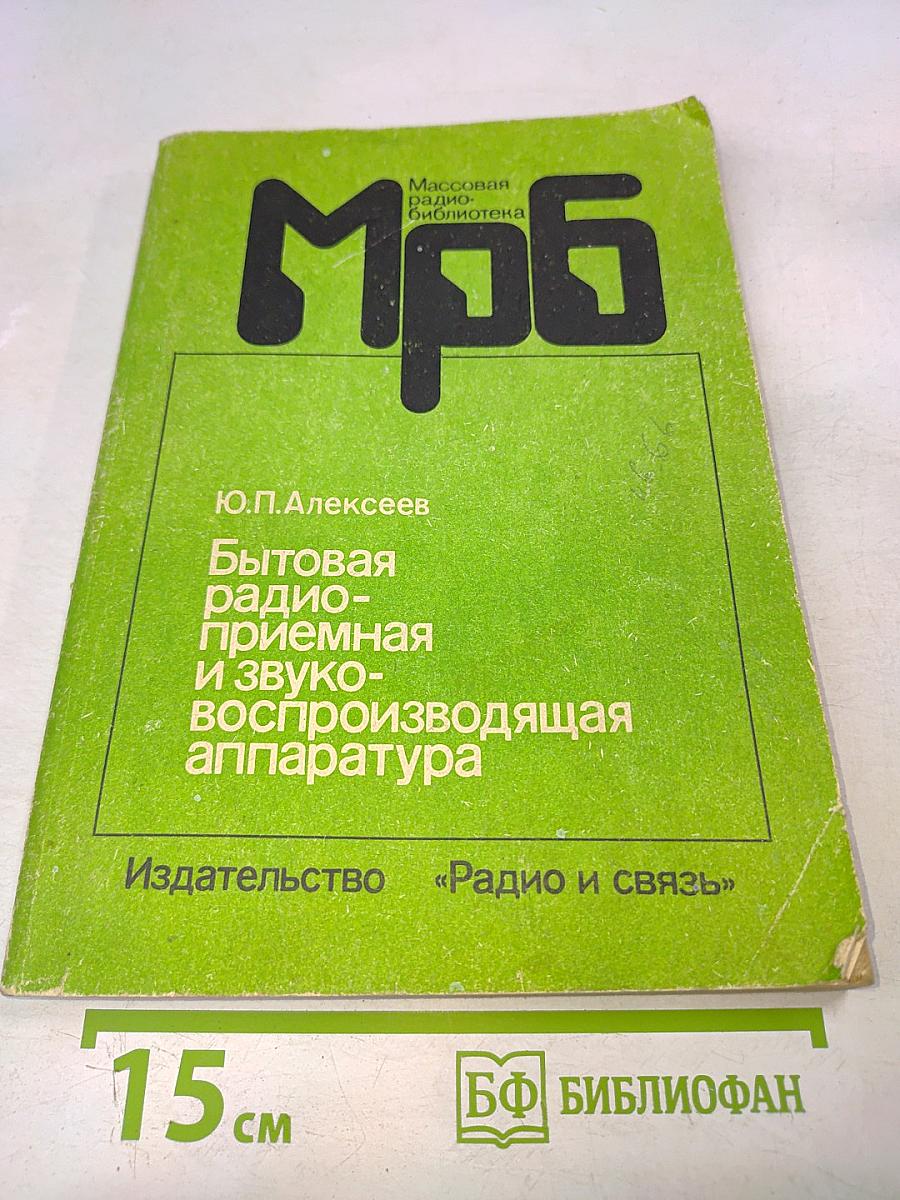 Мрб
Массовая
радио-
библиотека
Ю.П.Алексеев
Бытовая
радио-
приемная
и звуко-
воспроизводящая
аппаратура
Издательство «Радио и связь»
15 см
БФ БИБЛИОФАН